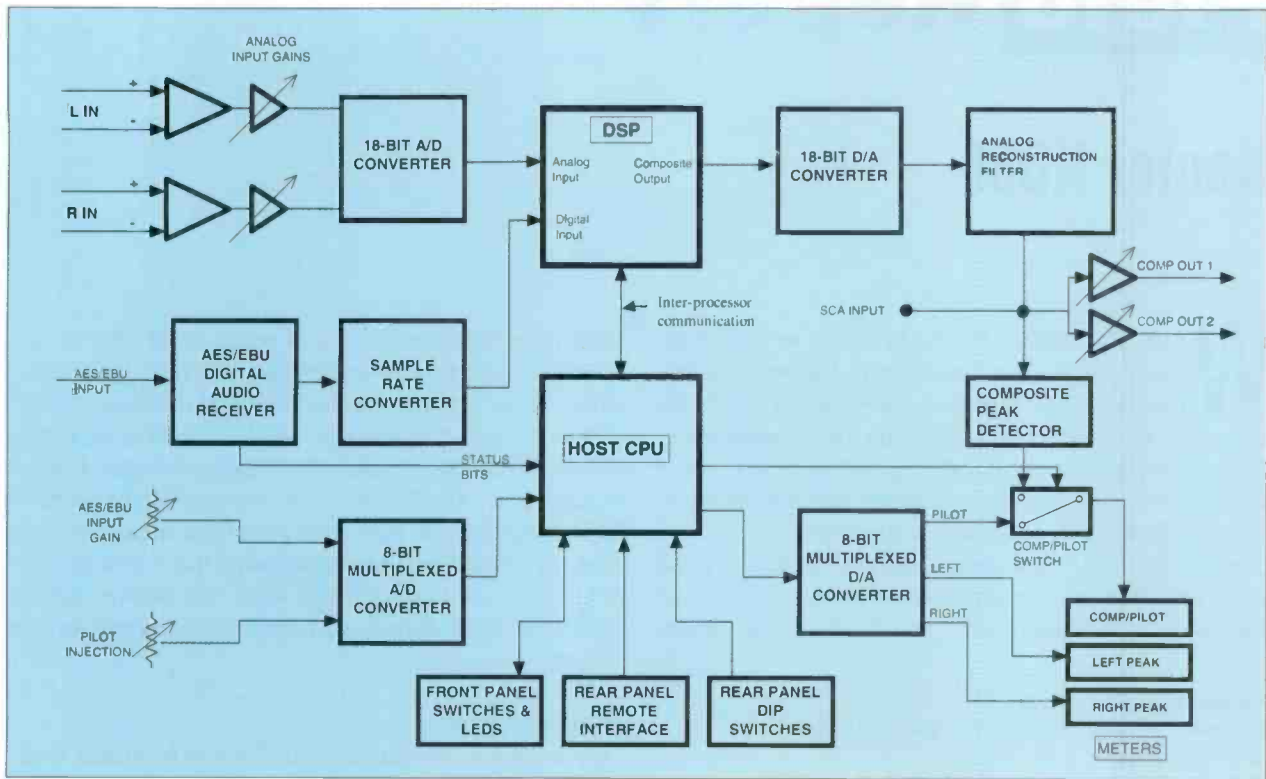 ANALOG
INPUT GAINS
+
L IN
-
+
R IN
-
18-BIT A/D
CONVERTER
DSP
Analog
Input
Composite
Output
Digital
Input
18-BIT D/A
CONVERTER
ANALOG
RECONSTRUCTION
FILTER
COMP OUT 1
COMP OUT 2
SCA INPUT
Inter-processor
communication
AES/EBU
INPUT
AES/EBU
DIGITAL
AUDIO
RECEIVER
SAMPLE
RATE
CONVERTER
STATUS
BITS
HOST CPU
COMPOSITE
PEAK
DETECTOR
AES/EBU
INPUT
GAIN
PILOT
INJECTION
8-BIT
MULTIPLEXED
A/D
CONVERTER
8-BIT
MULTIPLEXED
D/A
CONVERTER
PILOT
LEFT
RIGHT
COMP/PILOT
SWITCH
COMP/PILOT
LEFT PEAK
RIGHT PEAK
METERS
FRONT PANEL
SWITCHES &
LEDS
REAR PANEL
REMOTE
INTERFACE
REAR PANEL
DIP
SWITCHES